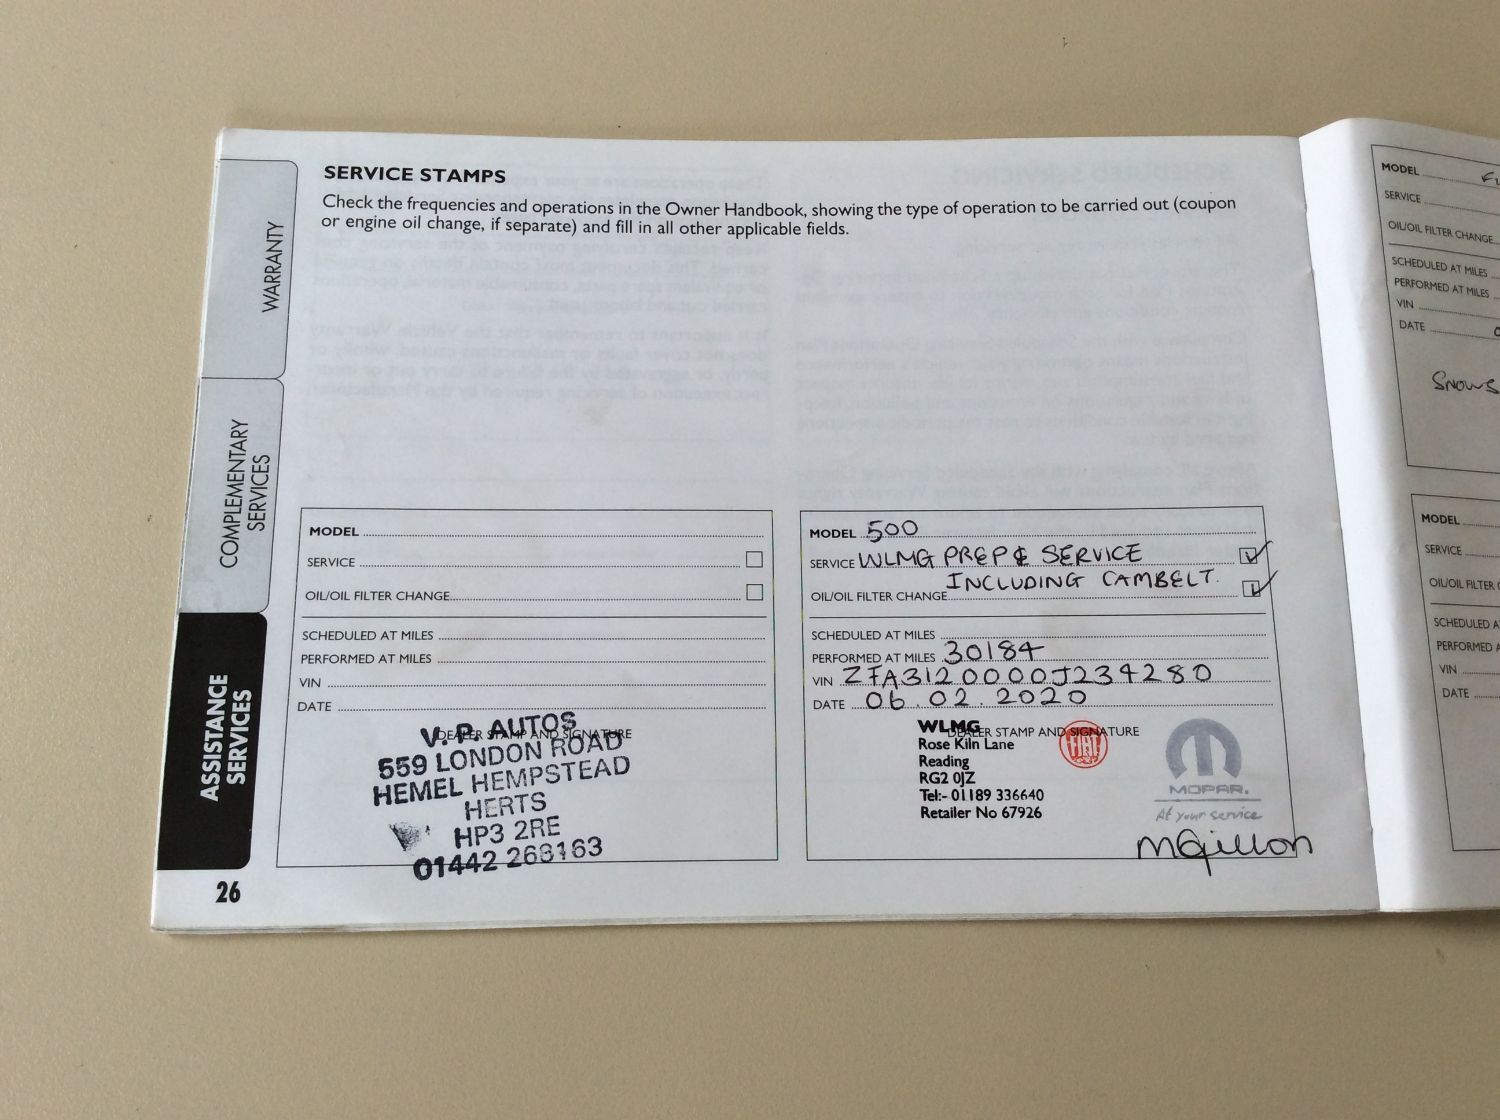 SERVICE STAMPS
Check the frequencies and operations in the Owner Handbook, showing the type of operation to be carried out (coupon
or engine oil change, if separate) and fill in all other applicable fields.
WARRANTY
COMPLEMENTARY
SERVICES
ASSISTANCE
SERVICES
MODEL
SERVICE
OIL/OIL FILTER CHANGE
SCHEDULED AT MILES
PERFORMED AT MILES
VIN
DATE
DEALER STAMP AND SIGNATURE
V.P. AUTOS
559 LONDON ROAD
HEMEL HEMPSTEAD
HERTS
HP3 2RE
01442 268163
MODEL 500
SERVICE WLMG PREP & SERVICE
INCLUDING CAMBELT.
OIL/OIL FILTER CHANGE
SCHEDULED AT MILES
PERFORMED AT MILES 30184
VIN ZFA3120000J234280
DATE 06.02.2020
DEALER STAMP AND SIGNATURE
WLMG
Rose Kiln Lane
Reading
RG2 0JZ
Tel:- 01189 336640
Retailer No 67926
FIAT
MOPAR.
At your service
MGillon
26
MODEL
SERVICE
OIL/OIL FILTER CHANGE
SCHEDULED AT MILES
PERFORMED AT MILES
VIN
DATE
SNOWS
MODEL
SERVICE
OIL/OIL FILTER
SCHEDULED
PERFORMED
VIN
DATE